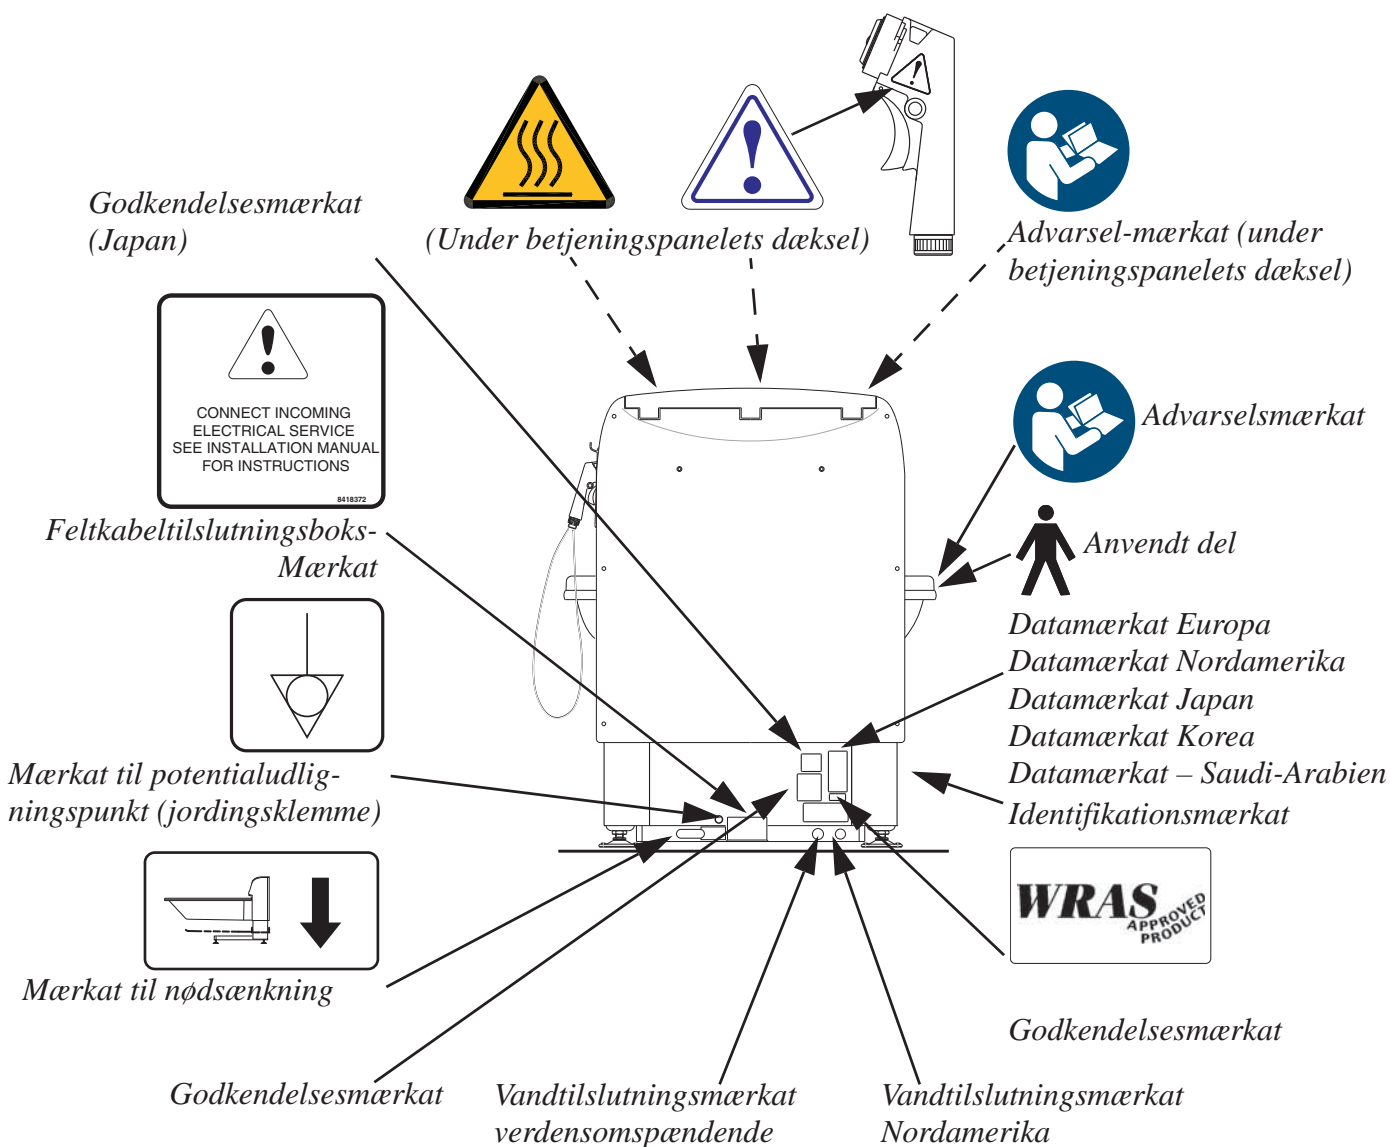 Godkendelsesmærkat
(Japan)
(Under betjeningspanelets dæksel)
Advarsel-mærkat (under
betjeningspanelets dæksel)
CONNECT INCOMING
ELECTRICAL SERVICE
SEE INSTALLATION MANUAL
FOR INSTRUCTIONS
8418372
Advarselsmærkat
Feltkabeltilslutningsboks-
Mærkat
Anvendt del
Datamærkat Europa
Datamærkat Nordamerika
Datamærkat Japan
Datamærkat Korea
Datamærkat – Saudi-Arabien
Identifikationsmærkat
Mærkat til potentialudlig-
ningspunkt (jordingsklemme)
WRAS
APPROVED
PRODUCT
Mærkat til nødsænkning
Godkendelsesmærkat
Godkendelsesmærkat
Vandtilslutningsmærkat
verdensomspændende
Vandtilslutningsmærkat
Nordamerika